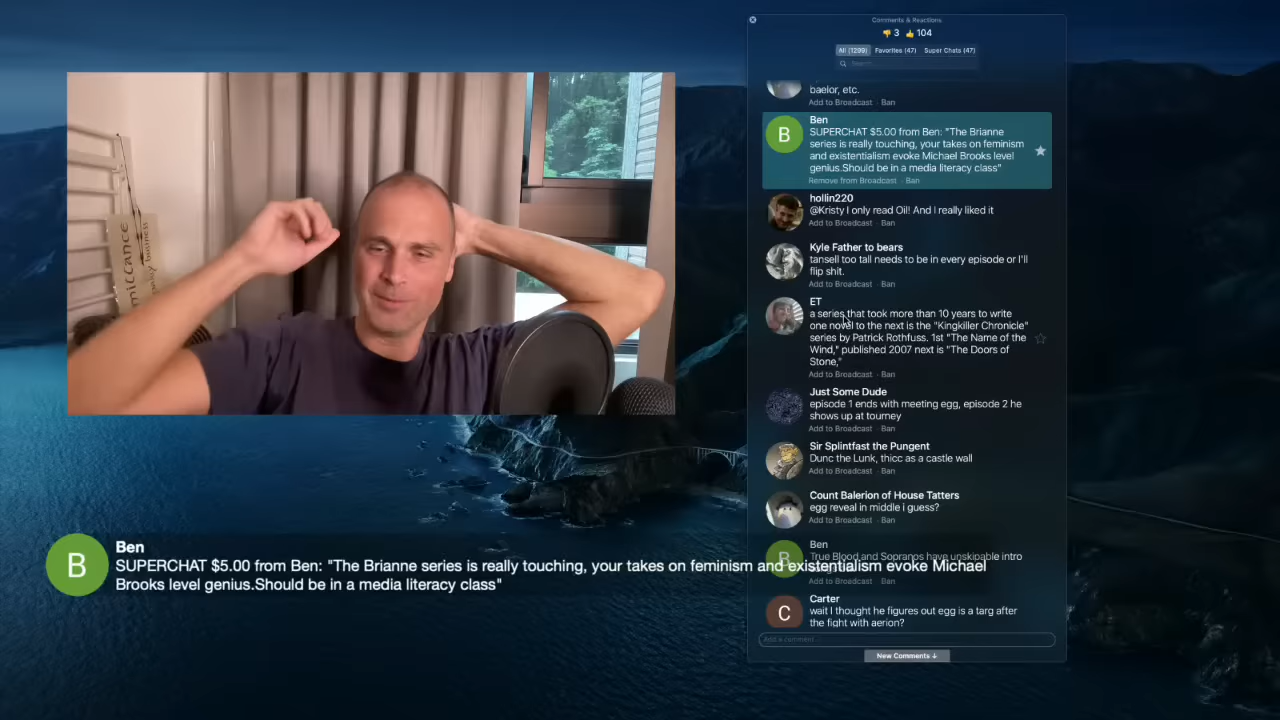 Comments & Reactions
👎 3 👍 104
All (1299) Favorites (47) Super Chats (47)
Search...
baelor, etc.
Add to Broadcast · Ban
B
Ben
SUPERCHAT $5.00 from Ben: "The Brianne
series is really touching, your takes on feminism
and existentialism evoke Michael Brooks level
genius.Should be in a media literacy class"
Remove from Broadcast · Ban
hollin220
@Kristy I only read Oil! And I really liked it
Add to Broadcast · Ban
Kyle Father to bears
tansell too tall needs to be in every episode or I'll
flip shit.
Add to Broadcast · Ban
ET
a series that took more than 10 years to write
one novel to the next is the "Kingkiller Chronicle"
series by Patrick Rothfuss. 1st "The Name of the
Wind," published 2007 next is "The Doors of
Stone,"
Add to Broadcast · Ban
Just Some Dude
episode 1 ends with meeting egg, episode 2 he
shows up at tourney
Add to Broadcast · Ban
Sir Splintfast the Pungent
Dunc the Lunk, thicc as a castle wall
Add to Broadcast · Ban
Count Balerion of House Tatters
egg reveal in middle i guess?
Add to Broadcast · Ban
B
Ben
True Blood and Sopranos have unskipable intro
Add to Broadcast · Ban
C
Carter
wait I thought he figures out egg is a targ after
the fight with aerion?
Add a comment...
New Comments ↓
B
Ben
SUPERCHAT $5.00 from Ben: "The Brianne series is really touching, your takes on feminism and existentialism evoke Michael
Brooks level genius.Should be in a media literacy class"